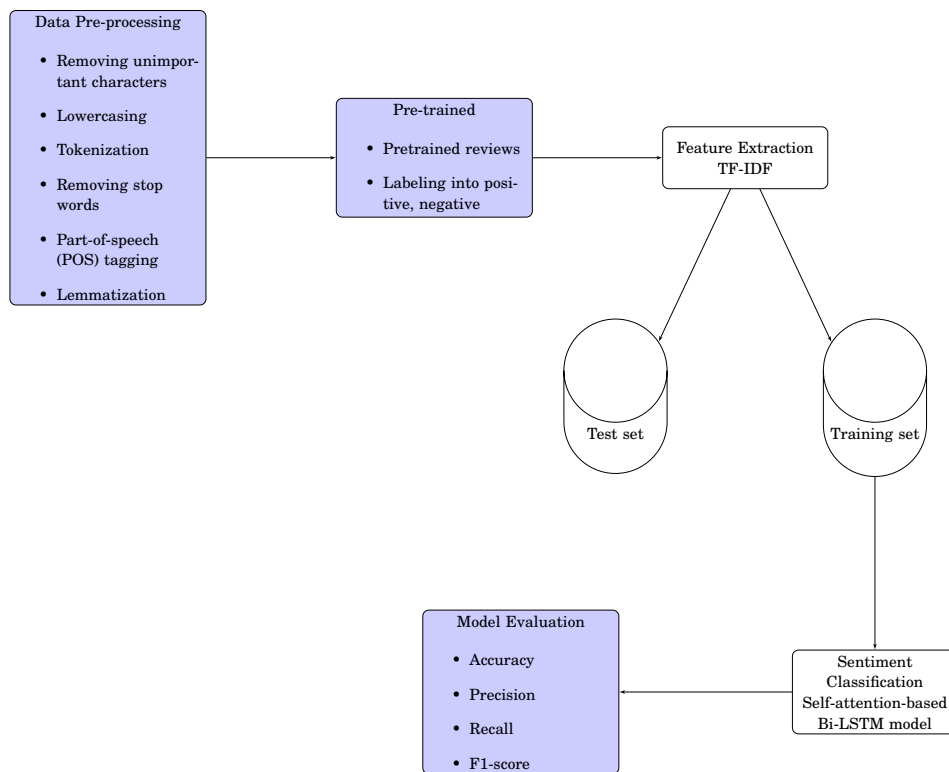 Data Pre-processing
• Removing unimpor-
tant characters
• Lowercasing
• Tokenization
• Removing stop
words
• Part-of-speech
(POS) tagging
• Lemmatization
Pre-trained
• Pretrained reviews
• Labeling into posi-
tive, negative
Feature Extraction
TF-IDF
Test set
Training set
Sentiment
Classification
Self-attention-based
Bi-LSTM model
Model Evaluation
• Accuracy
• Precision
• Recall
• F1-score